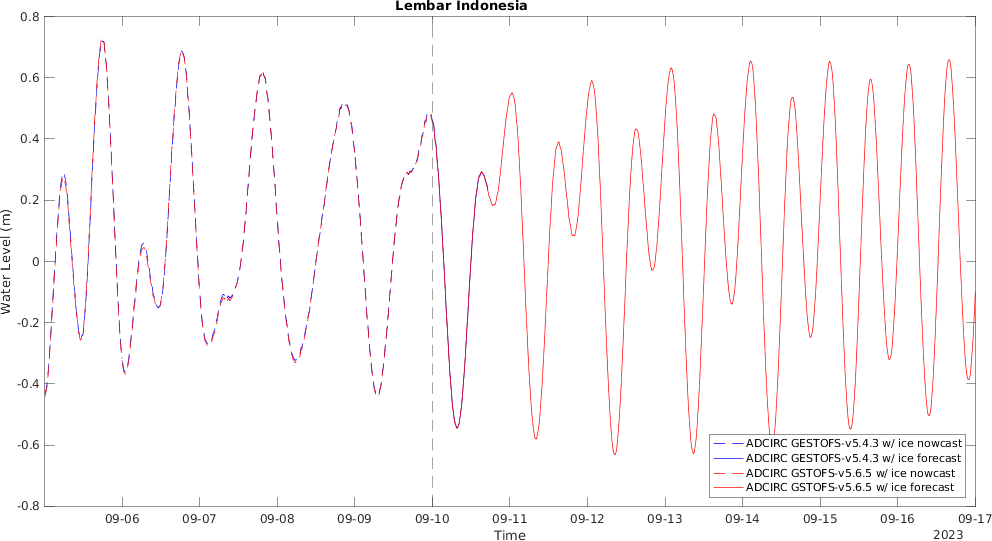 Lembar Indonesia
0.8
0.6
0.4
0.2
0
-0.2
-0.4
-0.6
-0.8
Water Level (m)
ADCIRC GESTOFS-v5.4.3 w/ ice nowcast
ADCIRC GESTOFS-v5.4.3 w/ ice forecast
ADCIRC GSTOFS-v5.6.5 w/ ice nowcast
ADCIRC GSTOFS-v5.6.5 w/ ice forecast
09-06 09-07 09-08 09-09 09-10 09-11 09-12 09-13 09-14 09-15 09-16 09-17
Time
2023